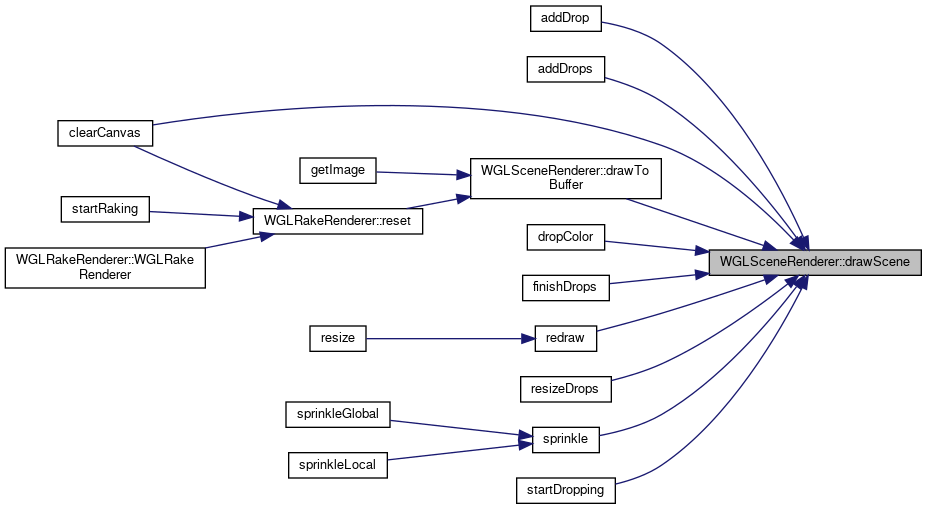 addDrop
addDrops
clearCanvas
getImage
WGLSceneRenderer::drawTo
Buffer
startRaking
WGLRakeRenderer::reset
dropColor
WGLSceneRenderer::drawScene
WGLRakeRenderer::WGLRake
Renderer
finishDrops
resize
redraw
resizeDrops
sprinkleGlobal
sprinkle
sprinkleLocal
startDropping